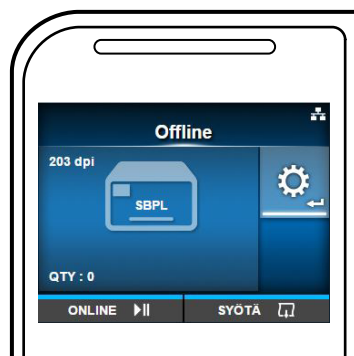 Offline
203 dpi
SBPL
QTY : 0
ONLINE SYÖTÄ